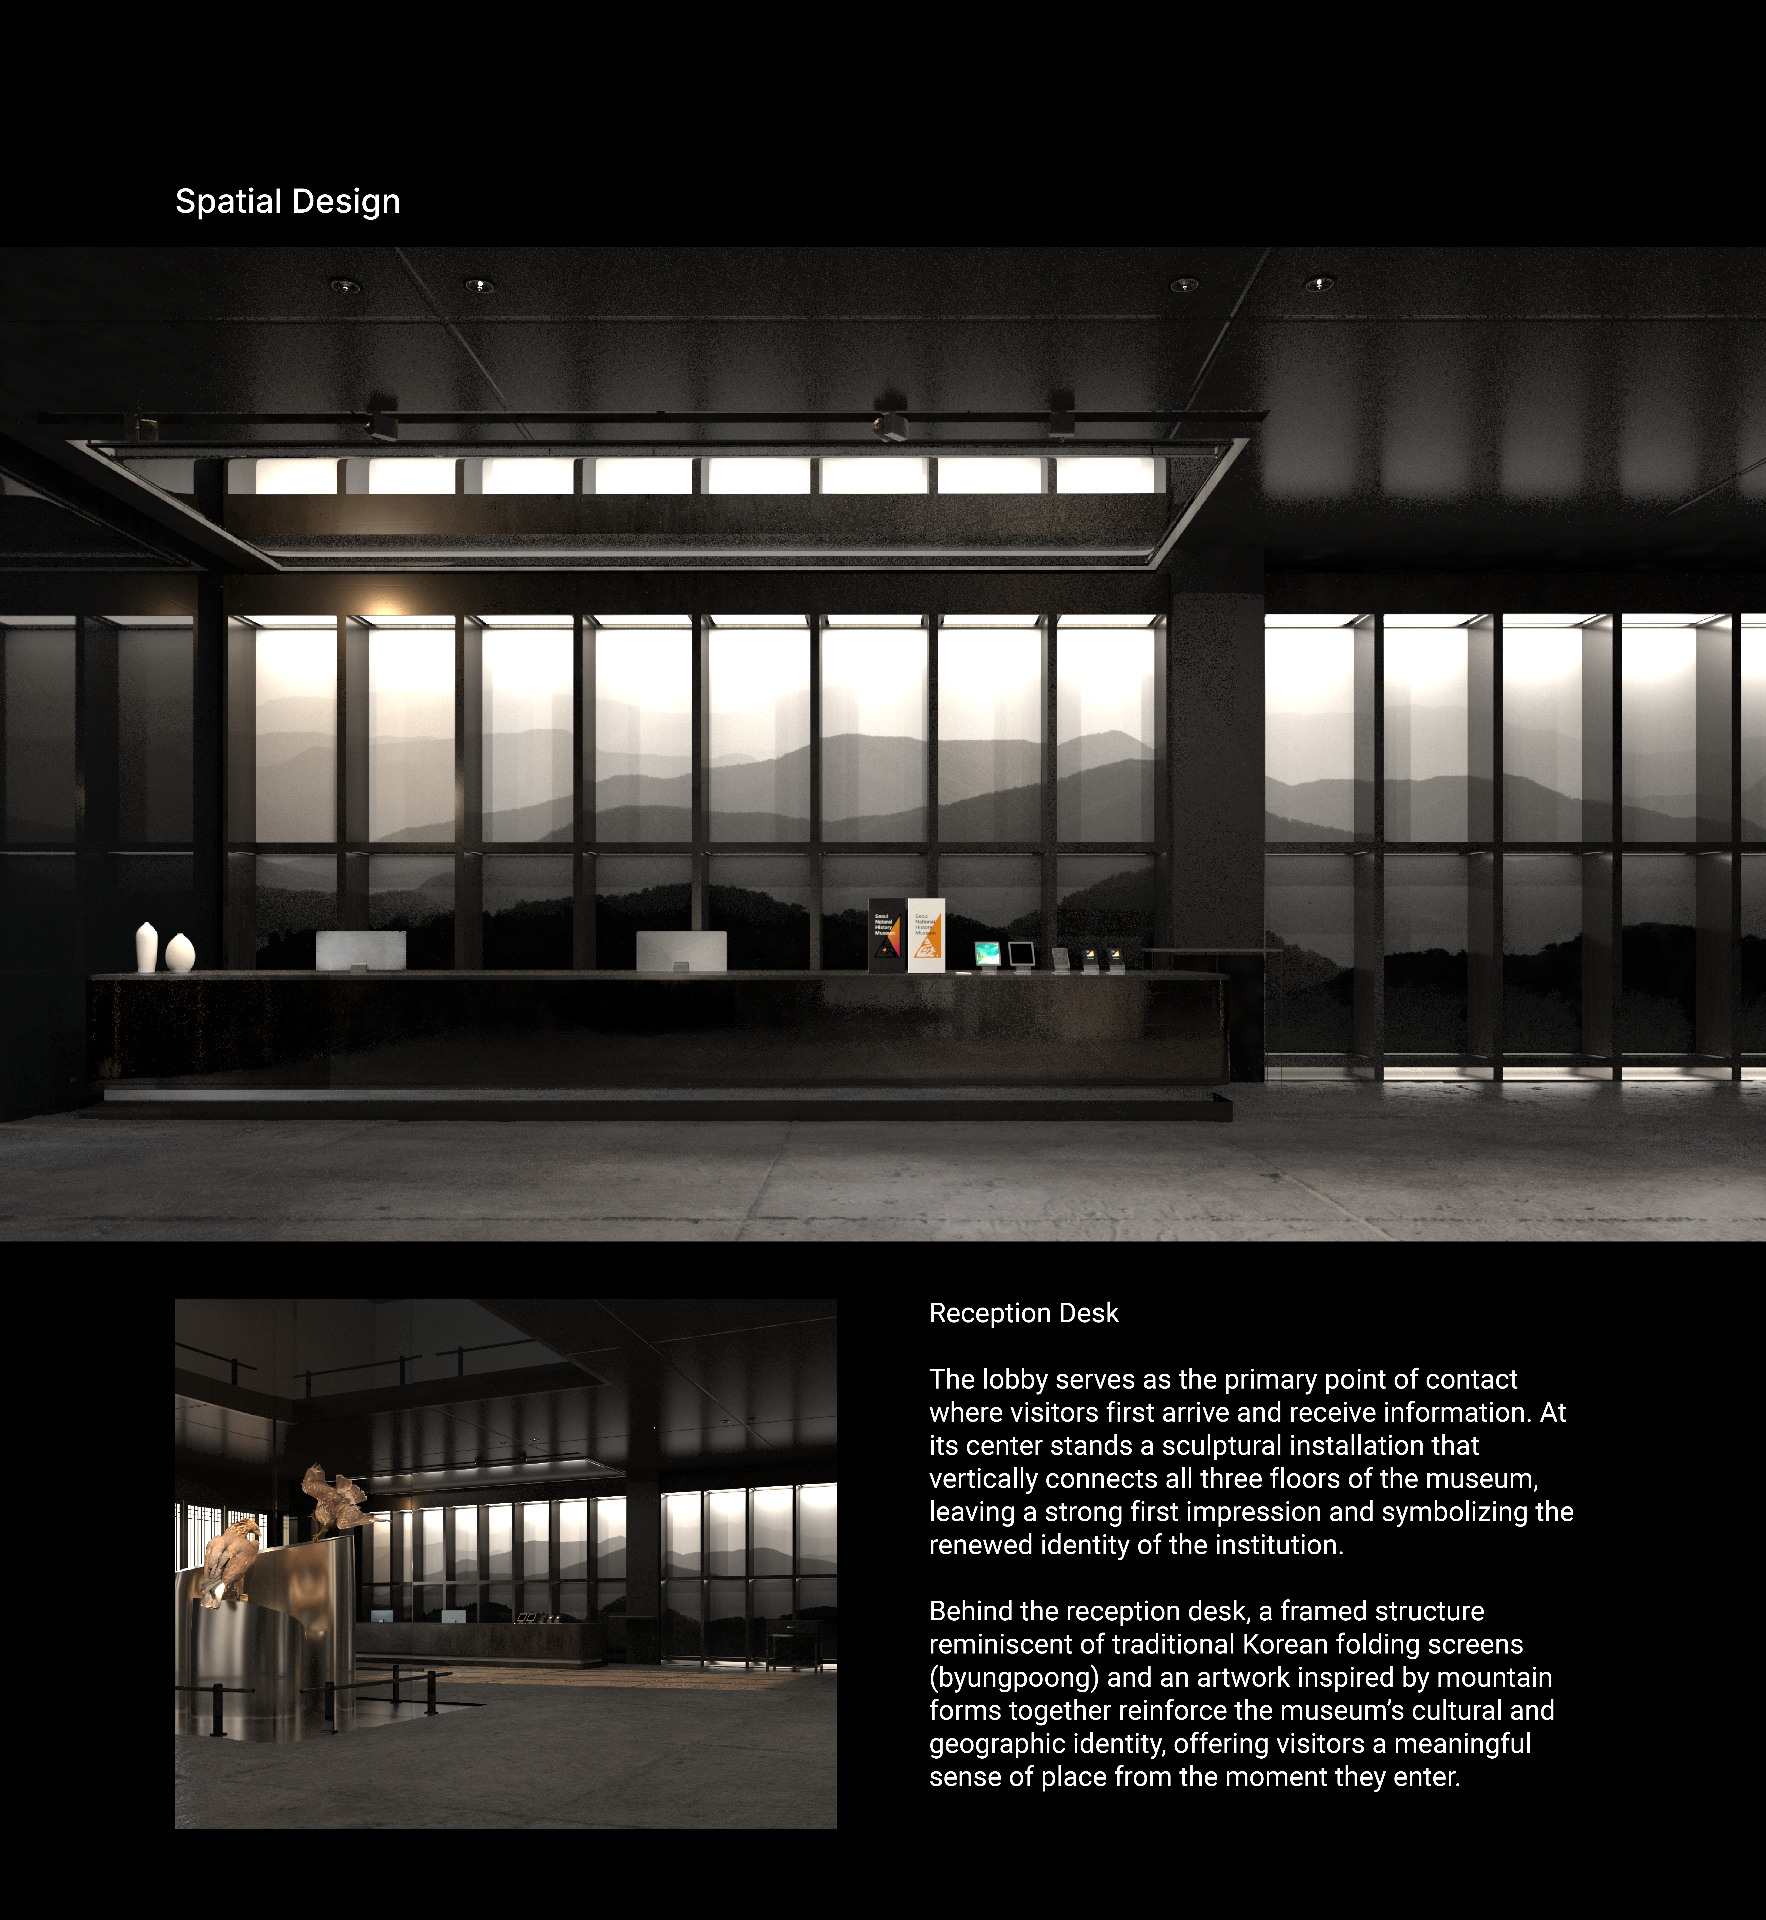 Spatial Design
Seoul
Natural
History
Museum
Seoul
National
History
Museum
Reception Desk
The lobby serves as the primary point of contact
where visitors first arrive and receive information. At
its center stands a sculptural installation that
vertically connects all three floors of the museum,
leaving a strong first impression and symbolizing the
renewed identity of the institution.
Behind the reception desk, a framed structure
reminiscent of traditional Korean folding screens
(byungpoong) and an artwork inspired by mountain
forms together reinforce the museum’s cultural and
geographic identity, offering visitors a meaningful
sense of place from the moment they enter.